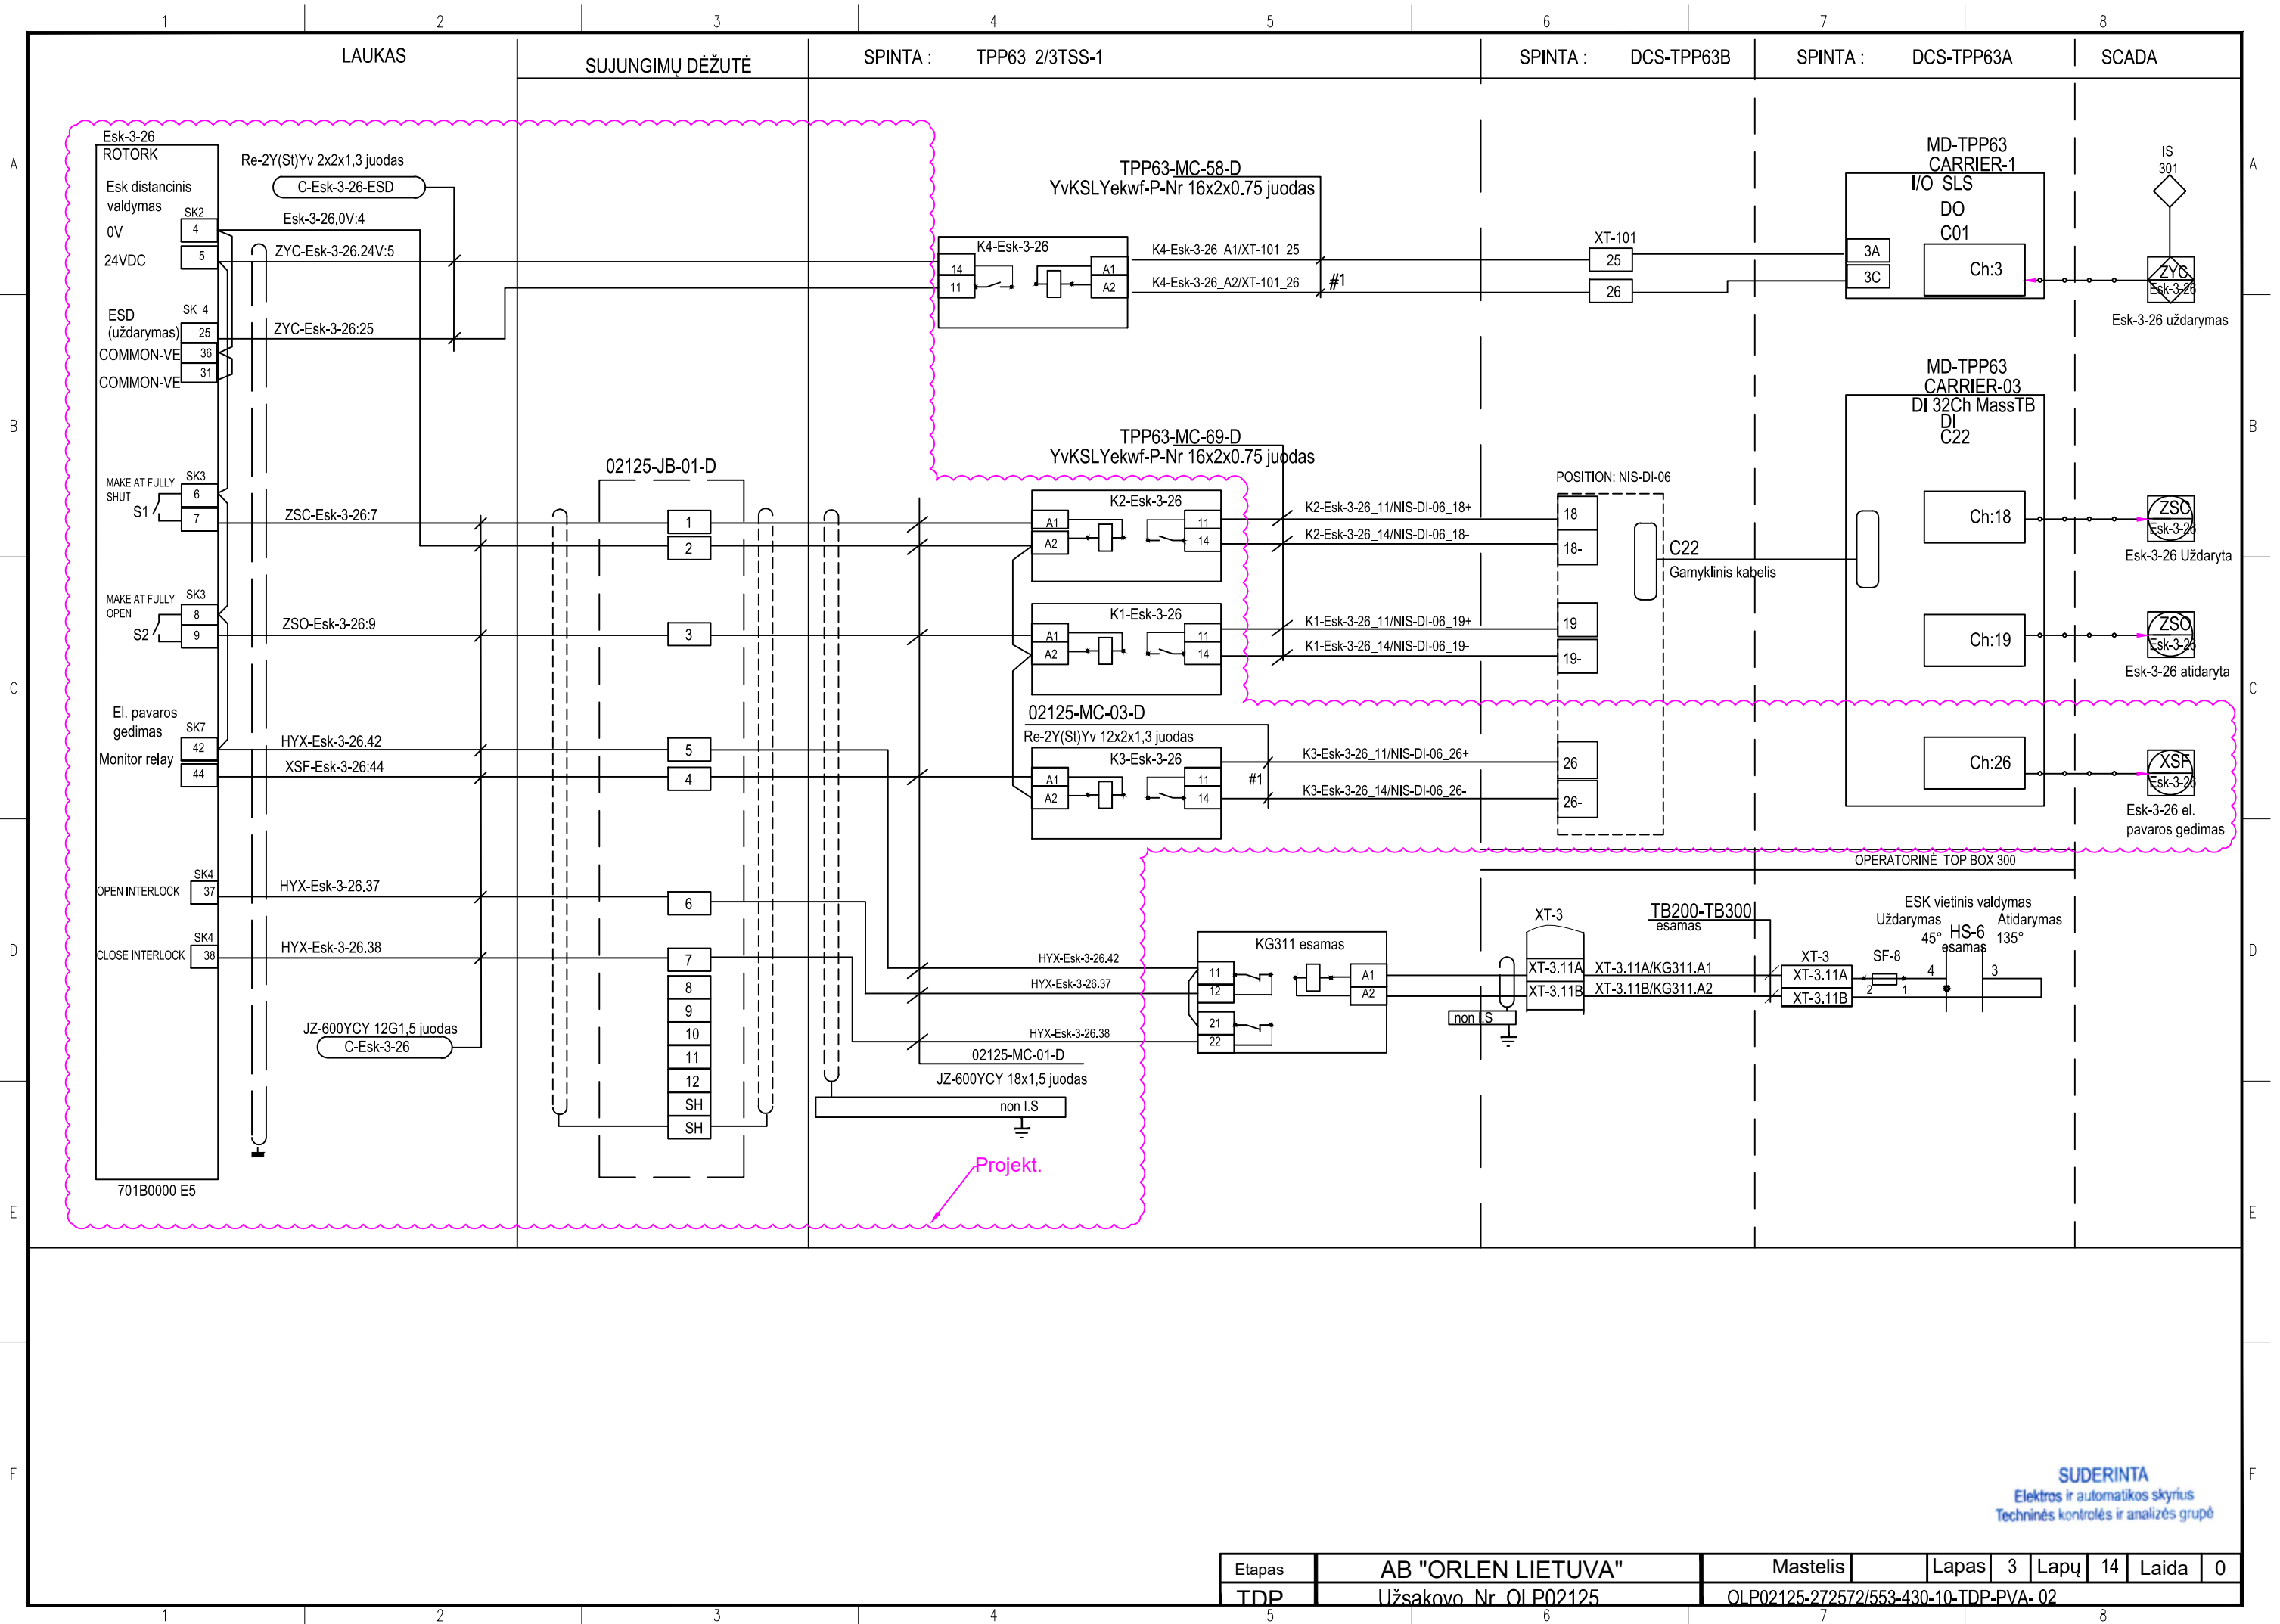 1 2 3 4 5 6 7 8
LAUKAS
SUJUNGIMŲ DĖŽUTĖ
SPINTA : TPP63 2/3TSS-1
SPINTA : DCS-TPP63B
SPINTA : DCS-TPP63A
SCADA
A
A
B
B
C
C
D
D
E
E
F
F
Esk-3-26
ROTORK
Esk distancinis
valdymas
SK2
0V
4
24VDC
5
ESD
(uždarymas)
SK 4
25
COMMON-VE
36
31
COMMON-VE
MAKE AT FULLY
SHUT
SK3
6
S1
7
MAKE AT FULLY
OPEN
SK3
8
S2
9
El. pavaros
gedimas
SK7
42
Monitor relay
44
SK4
OPEN INTERLOCK
37
SK4
CLOSE INTERLOCK
38
701B0000 E5
Re-2Y(St)Yv 2x2x1,3 juodas
C-Esk-3-26-ESD
Esk-3-26,0V:4
ZYC-Esk-3-26.24V:5
ZYC-Esk-3-26:25
ZSC-Esk-3-26:7
ZSO-Esk-3-26:9
HYX-Esk-3-26.42
XSF-Esk-3-26:44
HYX-Esk-3-26.37
HYX-Esk-3-26.38
JZ-600YCY 12G1,5 juodas
C-Esk-3-26
02125-JB-01-D
1
2
3
5
4
6
7
8
9
10
11
12
SH
SH
TPP63-MC-58-D
YvKSLYekwf-P-Nr 16x2x0.75 juodas
K4-Esk-3-26
14
11
A1
A2
K4-Esk-3-26_A1/XT-101_25
K4-Esk-3-26_A2/XT-101_26
#1
TPP63-MC-69-D
YvKSLYekwf-P-Nr 16x2x0.75 juodas
K2-Esk-3-26
A1
A2
11
14
K2-Esk-3-26_11/NIS-DI-06_18+
K2-Esk-3-26_14/NIS-DI-06_18-
K1-Esk-3-26
A1
A2
11
14
K1-Esk-3-26_11/NIS-DI-06_19+
K1-Esk-3-26_14/NIS-DI-06_19-
02125-MC-03-D
Re-2Y(St)Yv 12x2x1,3 juodas
K3-Esk-3-26
A1
A2
11
14
#1
K3-Esk-3-26_11/NIS-DI-06_26+
K3-Esk-3-26_14/NIS-DI-06_26-
HYX-Esk-3-26.42
HYX-Esk-3-26.37
HYX-Esk-3-26.38
02125-MC-01-D
JZ-600YCY 18x1,5 juodas
non I.S
Projekt.
KG311 esamas
11
12
21
22
A1
A2
non I.S
XT-101
25
26
POSITION: NIS-DI-06
18
18-
19
19-
26
26-
C22
Gamyklinis kabelis
MD-TPP63
CARRIER-1
I/O SLS
DO
C01
3A
3C
Ch:3
MD-TPP63
CARRIER-03
DI 32Ch MassTB
DI
C22
Ch:18
Ch:19
Ch:26
IS
301
ZYC
Esk-3-26
Esk-3-26 uždarymas
ZSC
Esk-3-26
Esk-3-26 Uždaryta
ZSO
Esk-3-26
Esk-3-26 atidaryta
XSF
Esk-3-26
Esk-3-26 el.
pavaros gedimas
OPERATORINĖ TOP BOX 300
XT-3
XT-3.11A
XT-3.11B
TB200-TB300
esamas
XT-3.11A/KG311.A1
XT-3.11B/KG311.A2
XT-3
XT-3.11A
XT-3.11B
SF-8
2
1
ESK vietinis valdymas
Uždarymas
Atidarymas
45°
HS-6
135°
esamas
4
3
SUDERINTA
Elektros ir automatikos skyrius
Techninės kontrolės ir analizės grupė
Etapas
AB "ORLEN LIETUVA"
Mastelis
Lapas 3 Lapų 14 Laida 0
TDP
Užsakovo Nr. OLP02125
OLP02125-272572/553-430-10-TDP-PVA- 02
1 2 3 4 5 6 7 8